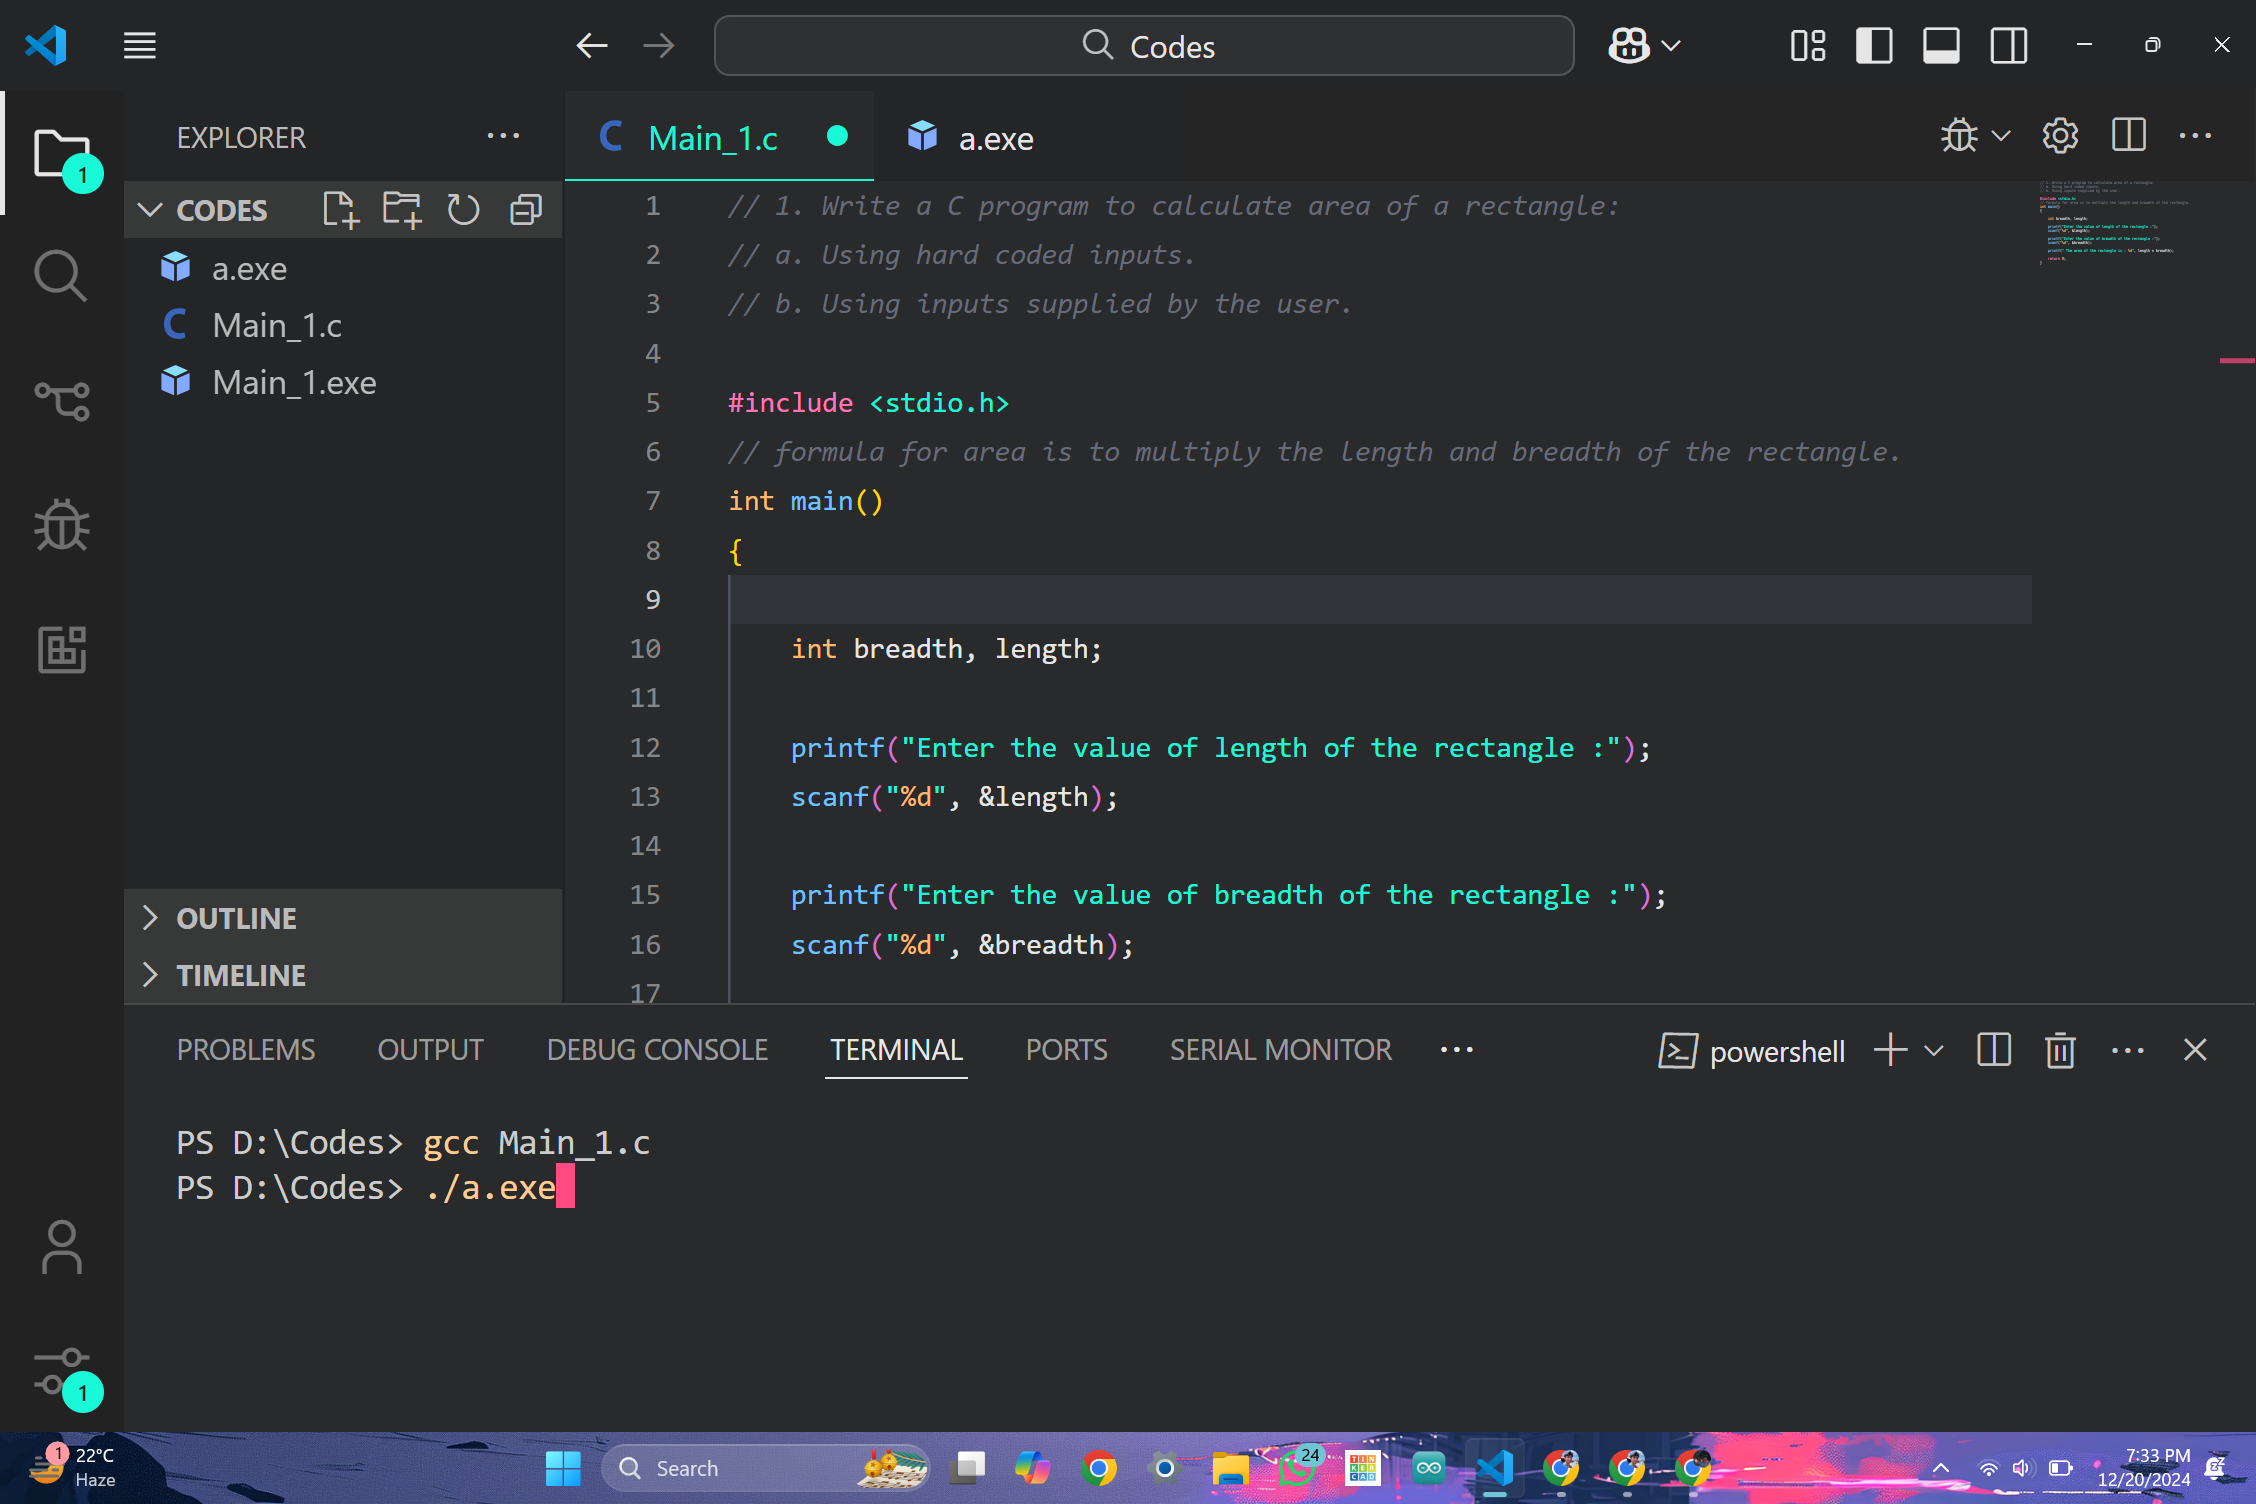 Codes
EXPLORER
Main_1.c
a.exe
1
CODES
a.exe
Main_1.c
Main_1.exe
OUTLINE
TIMELINE
1 // 1. Write a C program to calculate area of a rectangle:
2 // a. Using hard coded inputs.
3 // b. Using inputs supplied by the user.
4
5 #include <stdio.h>
6 // formula for area is to multiply the length and breadth of the rectangle.
7 int main()
8 {
9
10 int breadth, length;
11
12 printf("Enter the value of length of the rectangle :");
13 scanf("%d", &length);
14
15 printf("Enter the value of breadth of the rectangle :");
16 scanf("%d", &breadth);
17
PROBLEMS OUTPUT DEBUG CONSOLE TERMINAL PORTS SERIAL MONITOR
powershell
PS D:\Codes> gcc Main_1.c
PS D:\Codes> ./a.exe
1
1 22°C
Haze
Search
24
TIN
KER
CAD
7:33 PM
12/20/2024